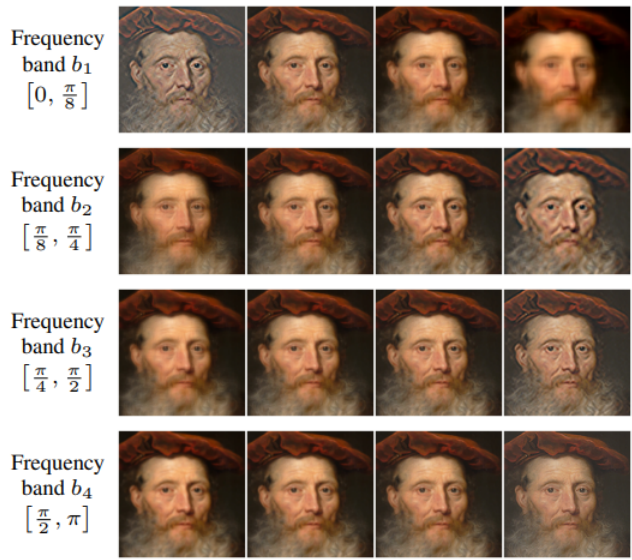 Frequency
band b₁
[0, π/8]
Frequency
band b₂
[π/8, π/4]
Frequency
band b₃
[π/4, π/2]
Frequency
band b₄
[π/2, π]